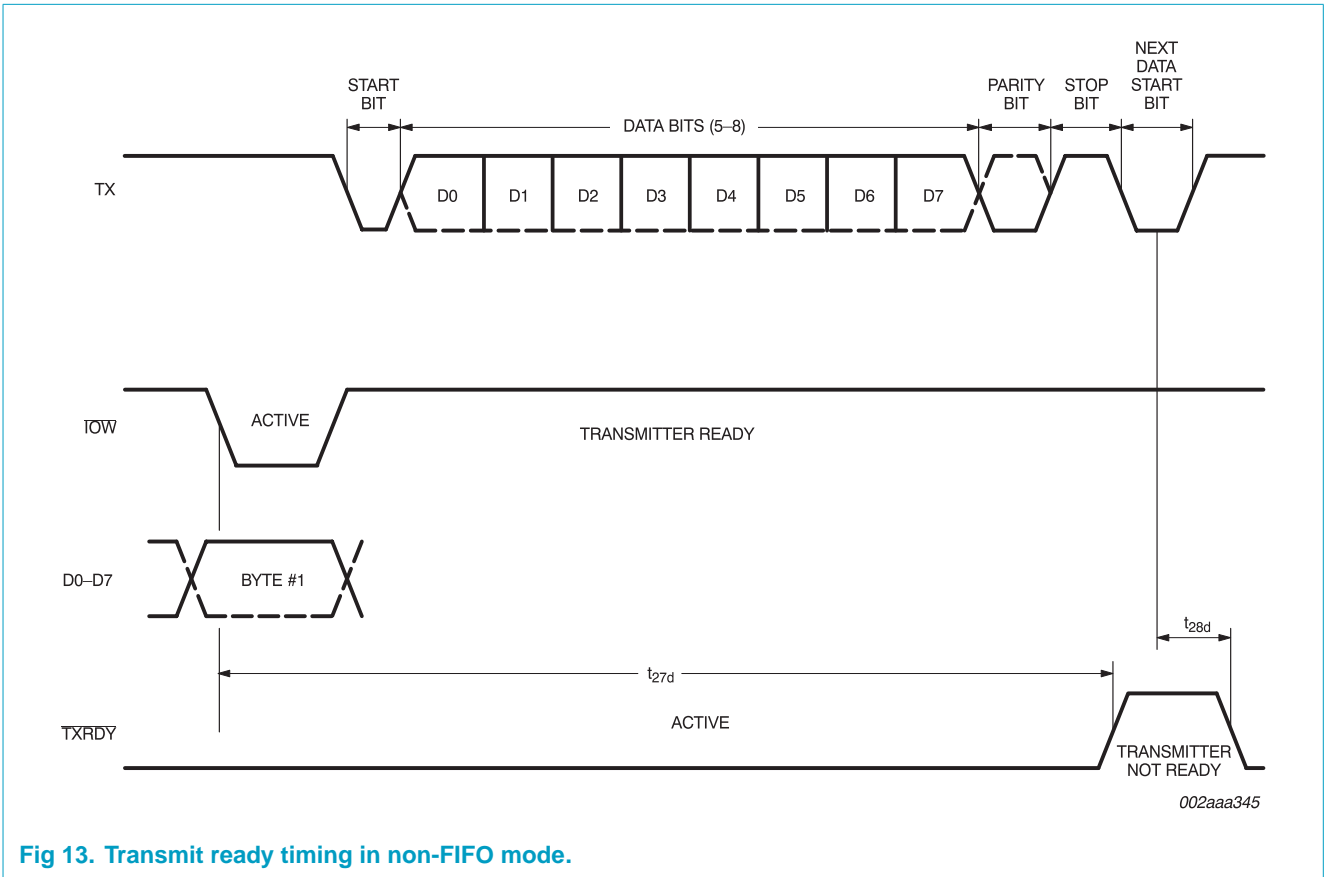 NEXT
DATA
START
BIT
START
BIT
PARITY
BIT
STOP
BIT
DATA BITS (5–8)
TX
D0 D1 D2 D3 D4 D5 D6 D7
IOW
ACTIVE
TRANSMITTER READY
D0–D7
BYTE #1
t28d
t27d
TXRDY
ACTIVE
TRANSMITTER
NOT READY
002aaa345
Fig 13. Transmit ready timing in non-FIFO mode.